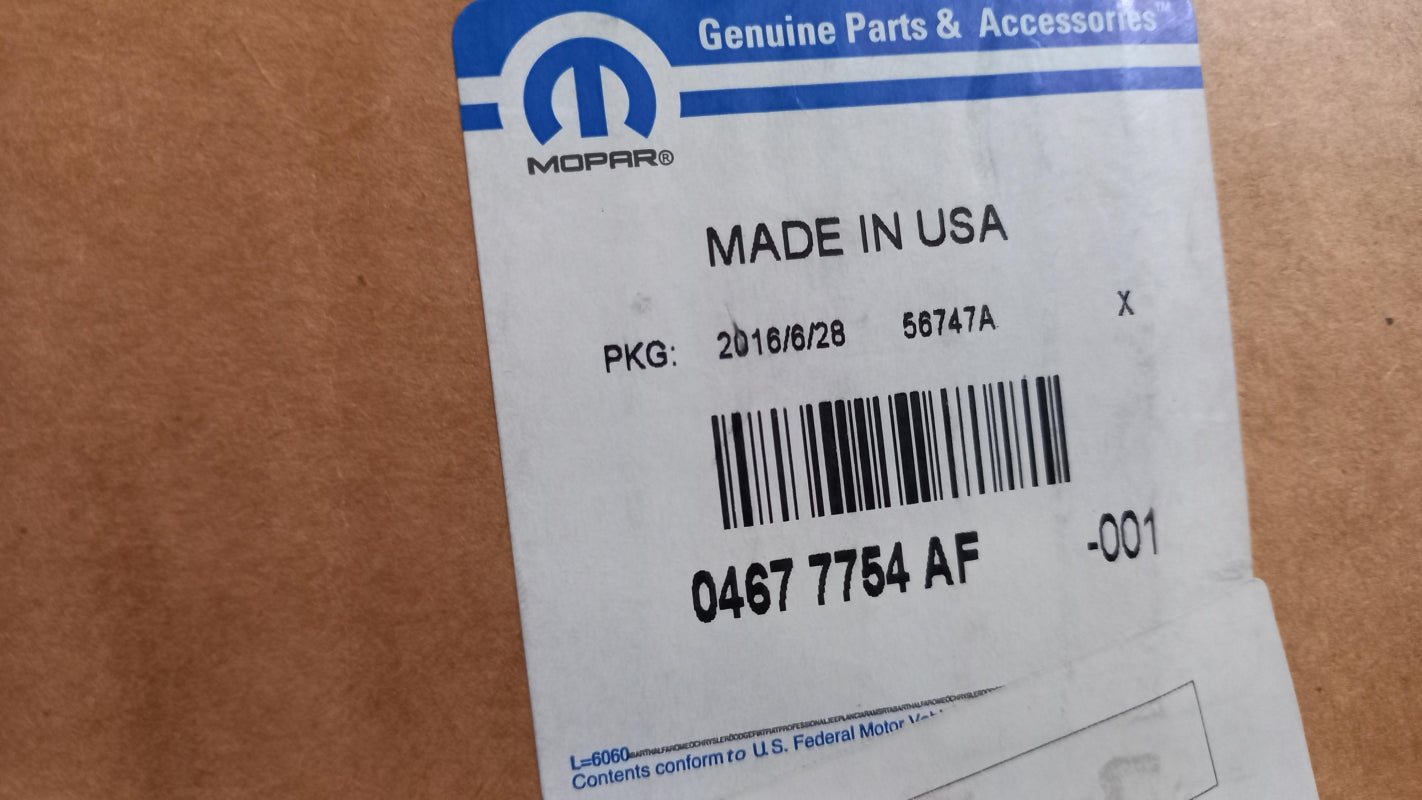 Genuine Parts & Accessories™
MOPAR®
MADE IN USA
PKG: 2016/6/28 56747A X
0467 7754 AF -001
L=6060
Contents conform to U.S. Federal Motor